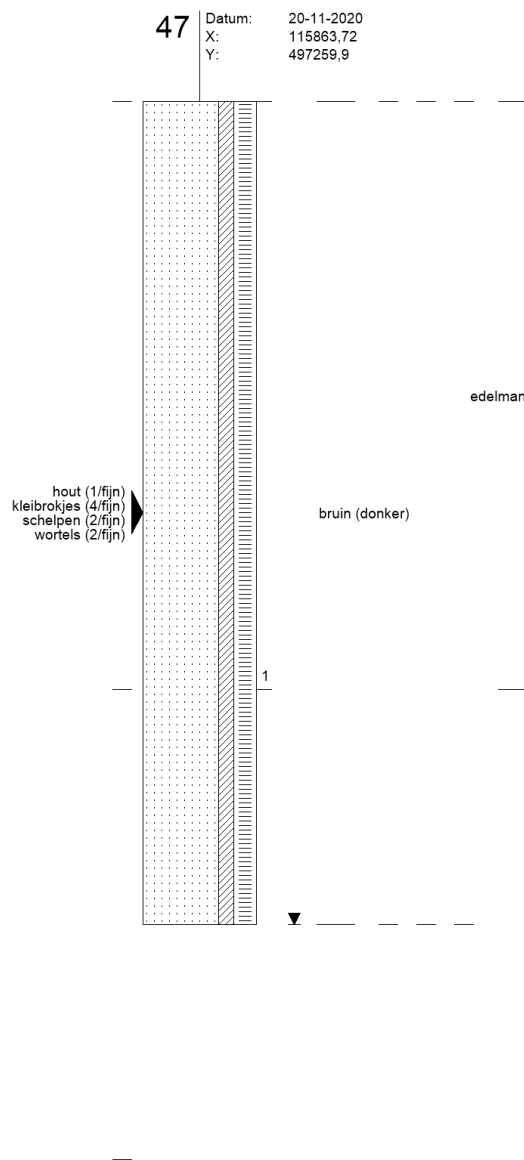 47
Datum: 20-11-2020
X: 115863,72
Y: 497259,9
edelman
hout (1/fijn)
kleibrokjes (4/fijn)
schelpen (2/fijn)
wortels (2/fijn)
bruin (donker)
1